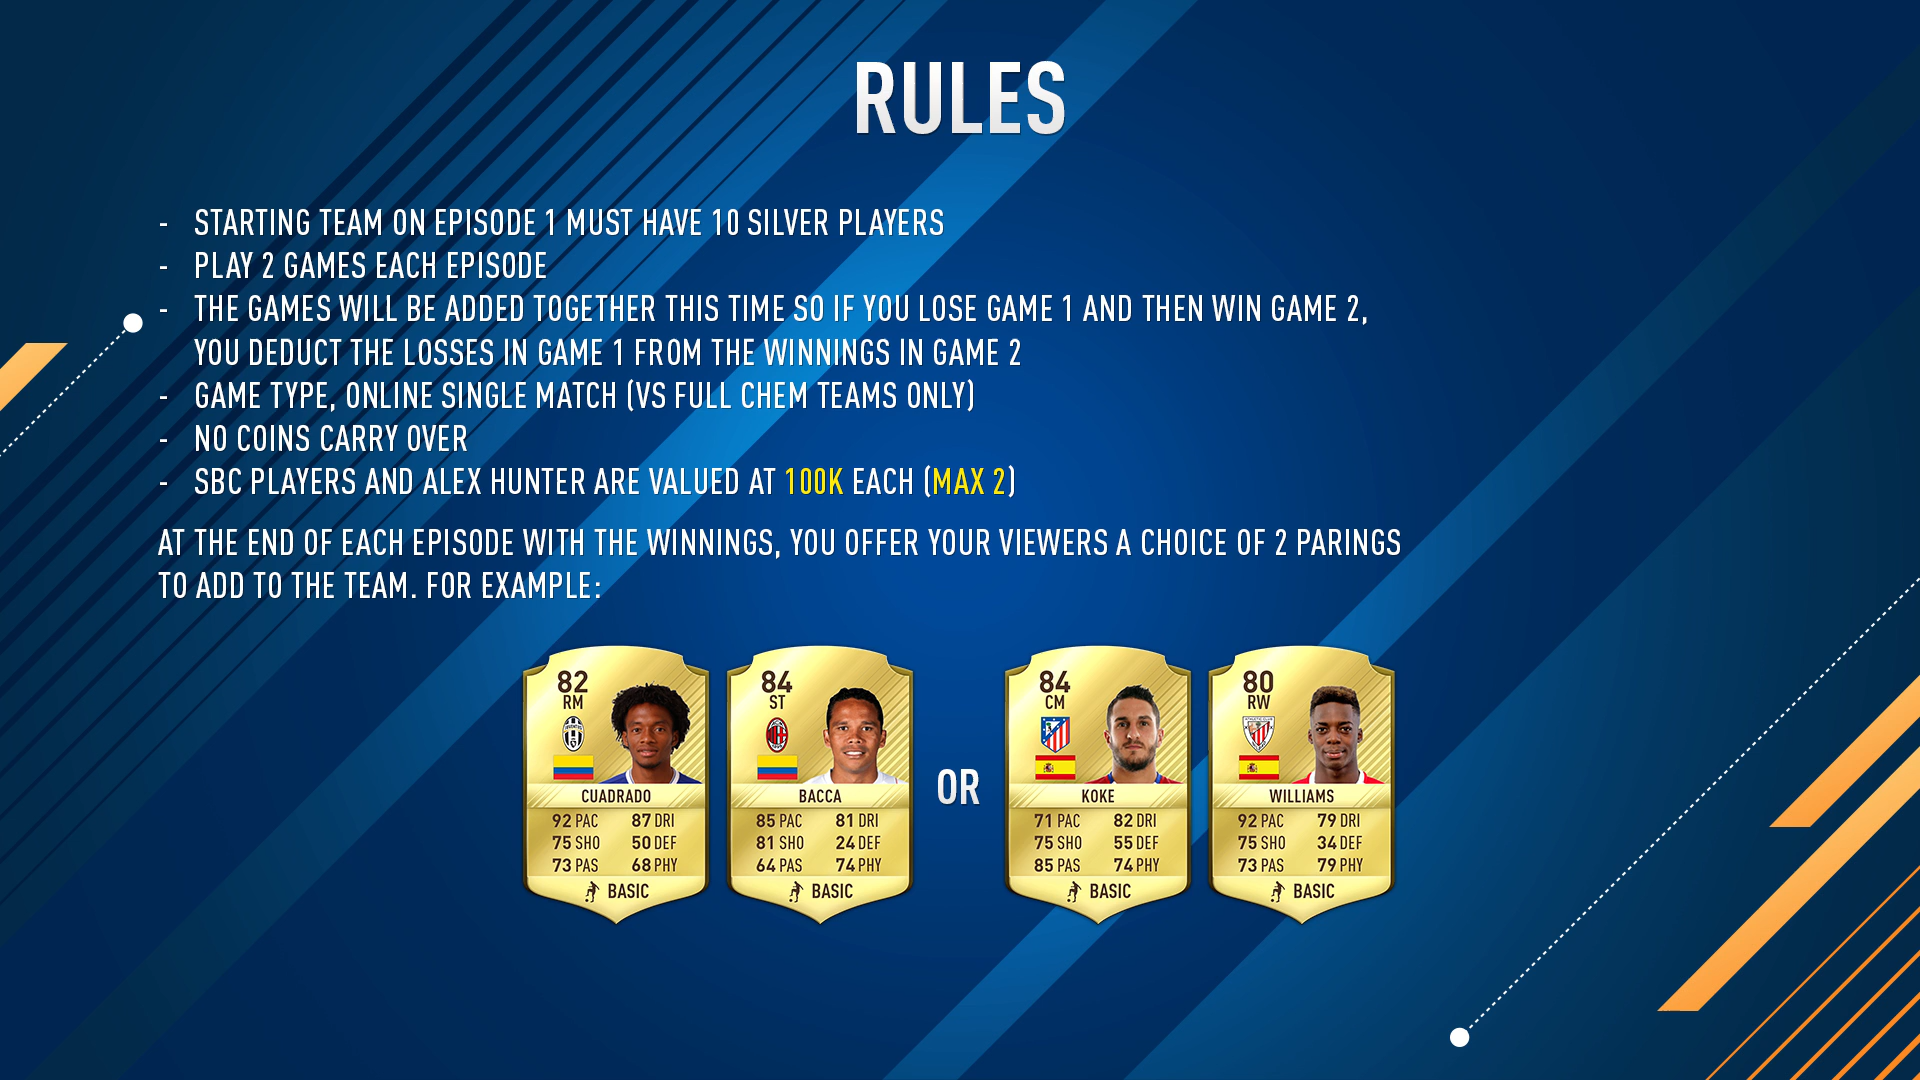 RULES
- STARTING TEAM ON EPISODE 1 MUST HAVE 10 SILVER PLAYERS
- PLAY 2 GAMES EACH EPISODE
- THE GAMES WILL BE ADDED TOGETHER THIS TIME SO IF YOU LOSE GAME 1 AND THEN WIN GAME 2,
YOU DEDUCT THE LOSSES IN GAME 1 FROM THE WINNINGS IN GAME 2
- GAME TYPE, ONLINE SINGLE MATCH (VS FULL CHEM TEAMS ONLY)
- NO COINS CARRY OVER
- SBC PLAYERS AND ALEX HUNTER ARE VALUED AT 100K EACH (MAX 2)
AT THE END OF EACH EPISODE WITH THE WINNINGS, YOU OFFER YOUR VIEWERS A CHOICE OF 2 PARINGS
TO ADD TO THE TEAM. FOR EXAMPLE:
82
RM
CUADRADO
92 PAC 87 DRI
75 SHO 50 DEF
73 PAS 68 PHY
BASIC
84
ST
BACCA
85 PAC 81 DRI
81 SHO 24 DEF
64 PAS 74 PHY
BASIC
OR
84
CM
KOKE
71 PAC 82 DRI
75 SHO 55 DEF
85 PAS 74 PHY
BASIC
80
RW
WILLIAMS
92 PAC 79 DRI
75 SHO 34 DEF
73 PAS 79 PHY
BASIC